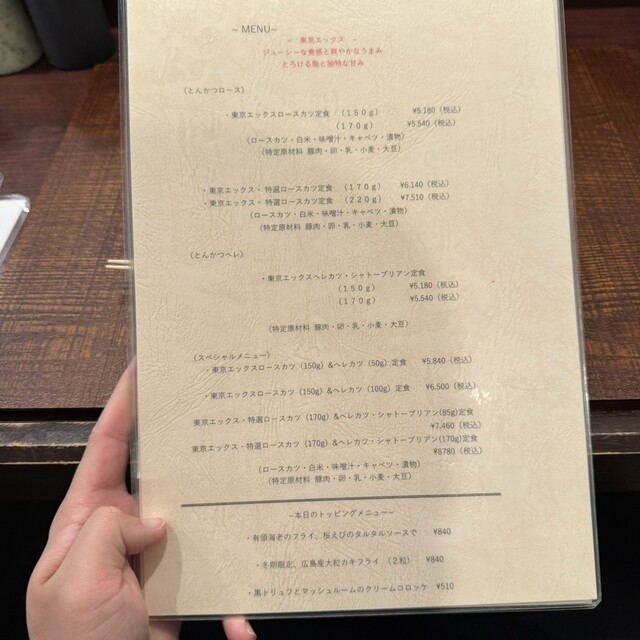 ~ MENU~
~ 東京エックス ~
ジューシーな食感と爽やかなうまみ
とろける脂と独特な甘み
(とんかつロース)
・東京エックスロースカツ定食 (150g) ¥5.180 (税込)
(170g) ¥5.540 (税込)
(ロースカツ・白米・味噌汁・キャベツ・漬物)
(特定原材料 豚肉・卵・乳・小麦・大豆)
・東京エックス・特選ロースカツ定食 (170g) ¥6.140 (税込)
・東京エックス・特選ロースカツ定食 (220g) ¥7.510 (税込)
(ロースカツ・白米・味噌汁・キャベツ・漬物)
(特定原材料 豚肉・卵・乳・小麦・大豆)
(とんかつヘレ)
・東京エックスヘレカツ・シャトーブリアン定食
(150g) ¥5.180 (税込)
(170g) ¥5.540 (税込)
(特定原材料 豚肉・卵・乳・小麦・大豆)
(スペシャルメニュー)
・東京エックスロースカツ (150g) &ヘレカツ (50g) 定食 ¥5.840 (税込)
・東京エックスロースカツ (150g) &ヘレカツ (100g) 定食 ¥6,500 (税込)
東京エックス・特選ロースカツ (170g) &ヘレカツ・シャトーブリアン(85g)定食
¥7.460 (税込)
東京エックス・特選ロースカツ (170g) &ヘレカツ・シャトーブリアン(170g)定食
¥8780 (税込)
(ロースカツ・白米・味噌汁・キャベツ・漬物)
(特定原材料 豚肉・卵・乳・小麦・大豆)
~本日のトッピングメニュー~
・有頭海老のフライ、桜えびのタルタルソースで ¥840
・冬期限定、広島産大粒カキフライ (2粒) ¥840
・黒トリュフとマッシュルームのクリームコロッケ ¥510